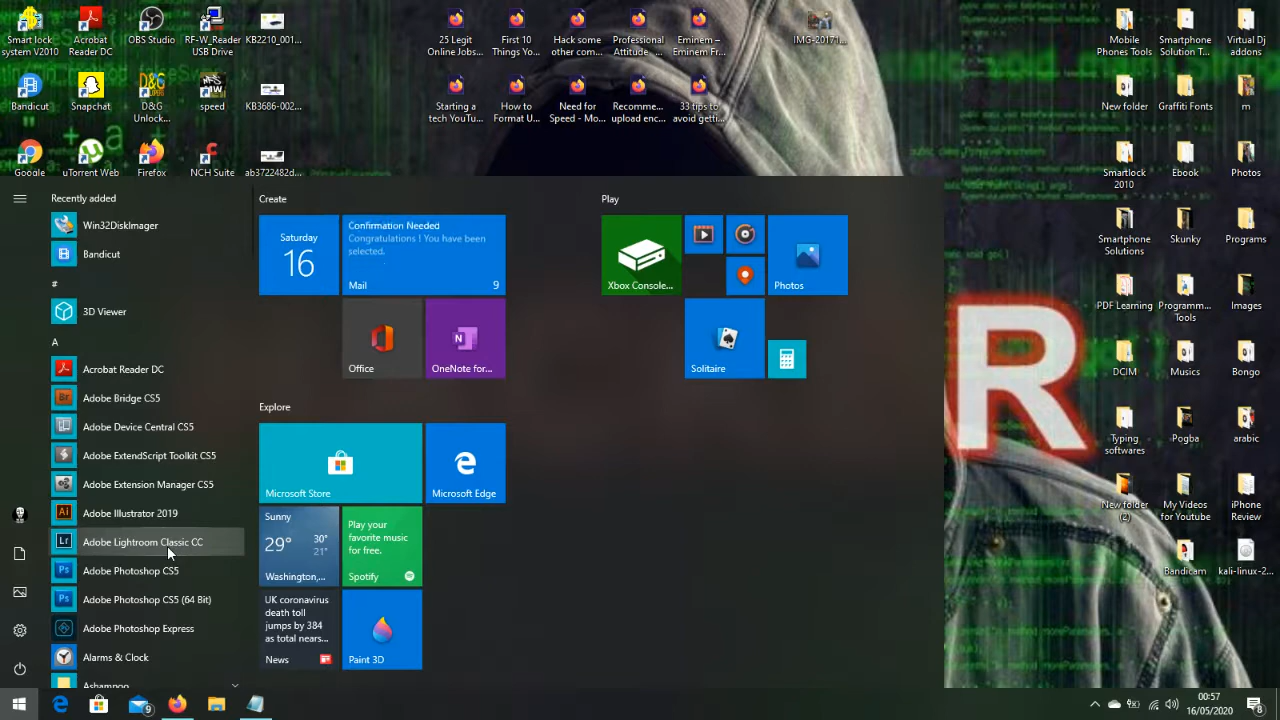 Smart lock
system V2010
Acrobat
Reader DC
OBS Studio
RF-W_Reader
USB Drive
KB2210_001...
25 Legit
Online Jobs...
First 10
Things Yo...
Hack some
other com...
Professional
Attitude -...
Eminem –
Eminem Fr...
IMG-20171...
Mobile
Phones Tools
Smartphone
Solution T...
Virtual Dj
addons
Bandicut
Snapchat
D&G
Unlock...
speed
KB3686-002...
Starting a
tech YouTu...
How to
Format U...
Need for
Speed - Mo...
Recomme...
upload enc...
33 tips to
avoid getti...
New folder
Graffiti Fonts
m
Google
uTorrent Web
Firefox
NCH Suite
ab3722482d...
Smartlock
2010
Ebook
Photos
Smartphone
Solutions
Skunky
Programs
PDF Learning
Programm...
Tools
Images
DCIM
Musics
Bongo
Typing
softwares
Pogba
arabic
New folder
(2)
My Videos
for Youtube
iPhone
Review
Bandicam
kali-linux-2...
R
Recently added
Win32DiskImager
Bandicut
#
3D Viewer
A
Acrobat Reader DC
Adobe Bridge CS5
Adobe Device Central CS5
Adobe ExtendScript Toolkit CS5
Adobe Extension Manager CS5
Adobe Illustrator 2019
Adobe Lightroom Classic CC
Adobe Photoshop CS5
Adobe Photoshop CS5 (64 Bit)
Adobe Photoshop Express
Alarms & Clock
Ashampoo
Create
Saturday
16
Confirmation Needed
Congratulations ! You have been
selected.
Mail
9
Office
OneNote for...
Explore
Microsoft Store
Microsoft Edge
Sunny
29°
30°
21°
Washington,...
Play your
favorite music
for free.
Spotify
UK coronavirus
death toll
jumps by 384
as total nears...
News
Paint 3D
Play
Xbox Console...
Photos
Solitaire
9
00:57
16/05/2020
8